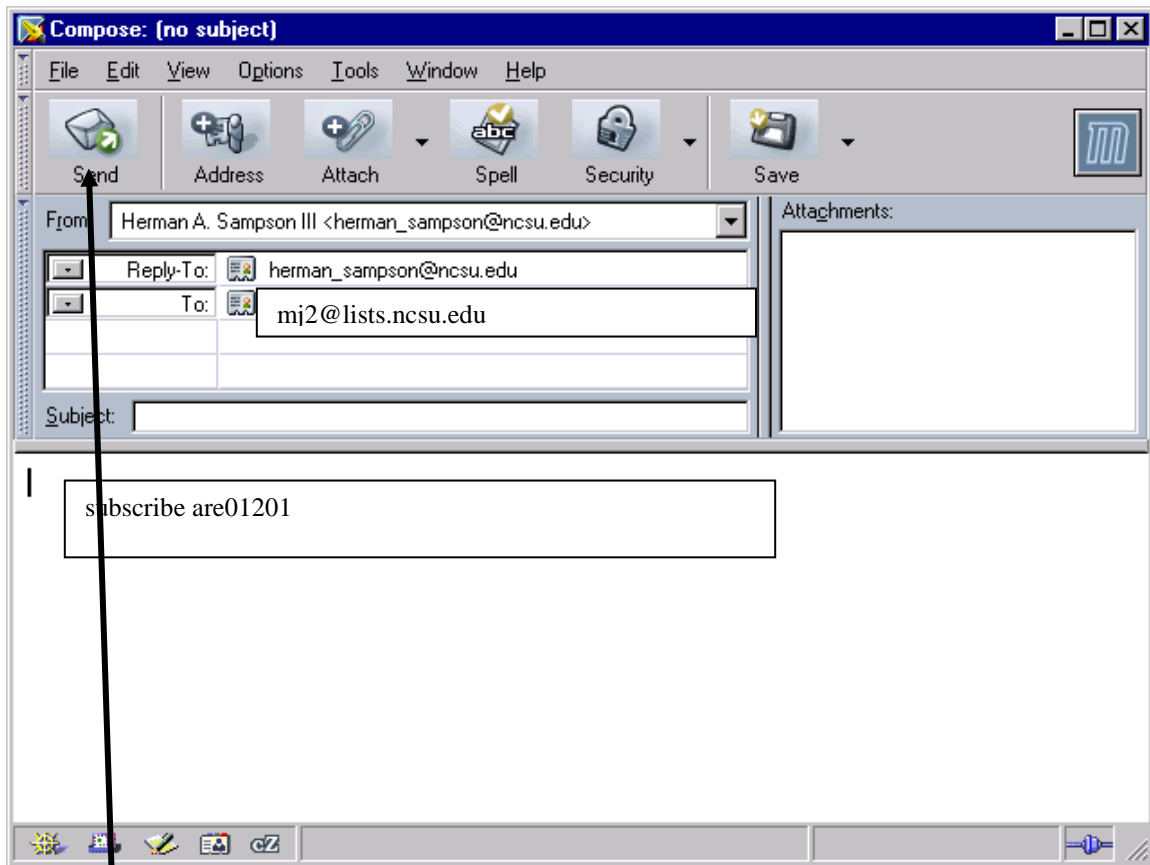 Compose: (no subject)
File Edit View Options Tools Window Help
Send Address Attach Spell Security Save
From: Herman A. Sampson III <herman_sampson@ncsu.edu>
Attachments:
Reply-To: herman_sampson@ncsu.edu
To: mj2@lists.ncsu.edu
Subject:
subscribe are01201